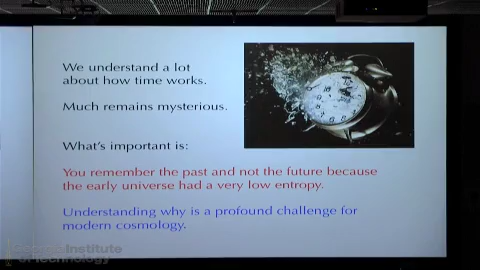 We understand a lot
about how time works.
Much remains mysterious.
What's important is:
You remember the past and not the future because
the early universe had a very low entropy.
Understanding why is a profound challenge for
modern cosmology.
Institute
of Technology